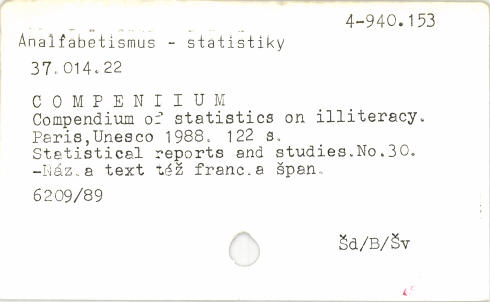 4-940.153
Analfabetismus - statistiky
37.014.22
C O M P E N I I U M
Compendium of statistics on illiteracy.
Paris,Unesco 1988. 122 s.
Statistical reports and studies.No.30.
-Náz.a text též franc.a špan.
6209/89
Šd/B/Šv